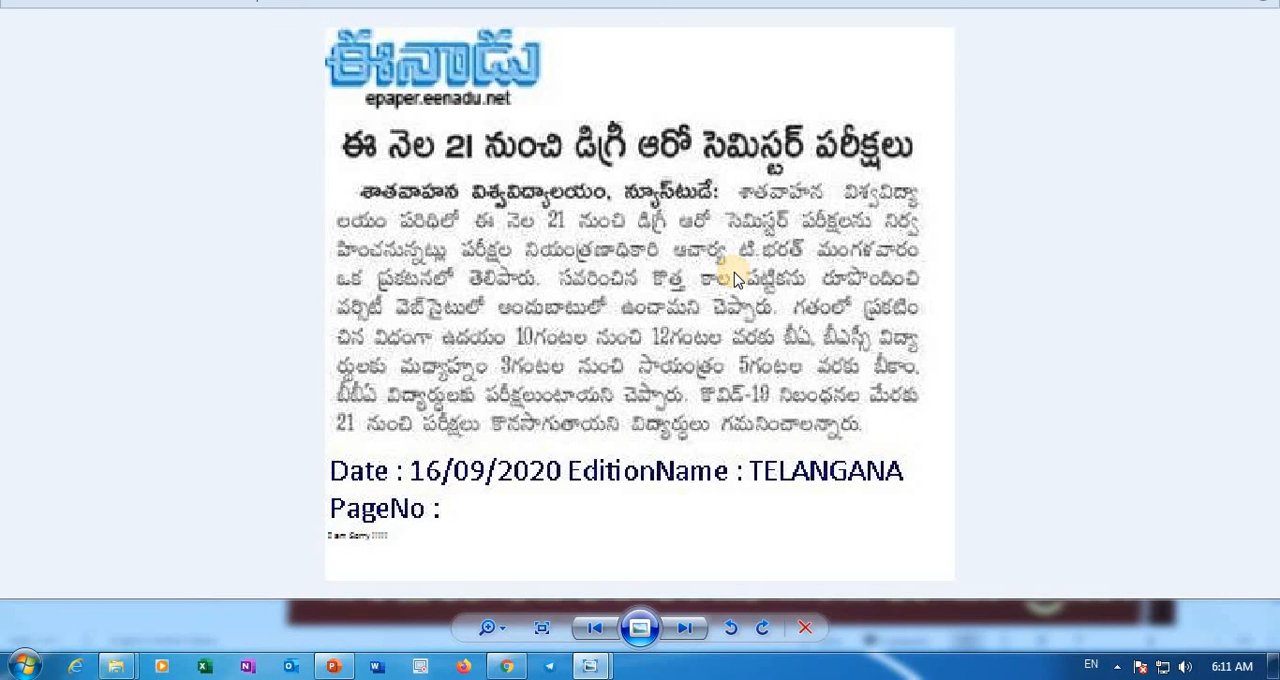 ఈనాడు
epaper.eenadu.net
ఈ నెల 21 నుంచి డిగ్రీ ఆరో సెమిస్టర్ పరీక్షలు
శాతవాహన విశ్వవిద్యాలయం, న్యూస్‌టుడే: శాతవాహన విశ్వవిద్యా
లయం పరిధిలో ఈ నెల 21 నుంచి డిగ్రీ ఆరో సెమిస్టర్ పరీక్షలను నిర్వ
హించనున్నట్లు పరీక్షల నియంత్రణాధికారి ఆచార్య టి.భరత్ మంగళవారం
ఒక ప్రకటనలో తెలిపారు. సవరించిన కొత్త కాలపట్టికను రూపొందించి
వర్సిటీ వెబ్‌సైటులో అందుబాటులో ఉంచామని చెప్పారు. గతంలో ప్రకటిం
చిన విదంగా ఉదయం 10గంటల నుంచి 12గంటల వరకు బీఏ, బీఎస్సీ విద్యా
ర్థులకు మధ్యాహ్నం 3గంటల నుంచి సాయంత్రం 5గంటల వరకు బీకాం,
బీబీఏ విద్యార్థులకు పరీక్షలుంటాయని చెప్పారు. కొవిడ్-19 నిబంధనల మేరకు
21 నుంచి పరీక్షలు కొనసాగుతాయని విద్యార్థులు గమనించాలన్నారు.
Date : 16/09/2020 EditionName : TELANGANA
PageNo :
I am Sorry
EN
6:11 AM